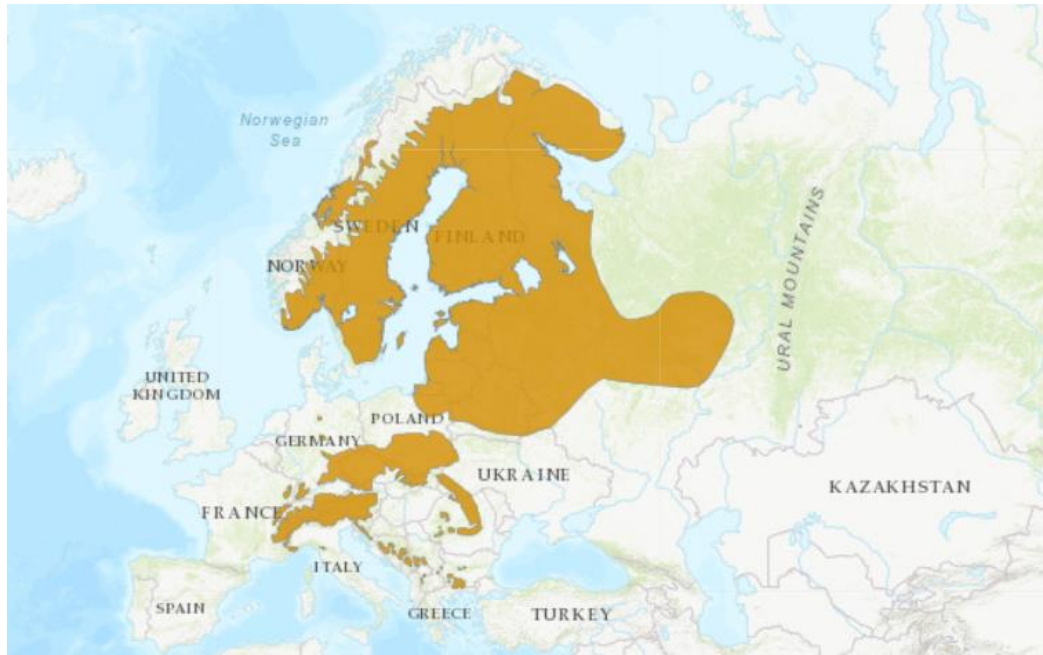 Norwegian
Sea
SWEDEN
FINLAND
NORWAY
URAL MOUNTAINS
UNITED
KINGDOM
POLAND
GERMANY
UKRAINE
KAZAKHSTAN
FRANCE
ITALY
SPAIN
GREECE
TURKEY